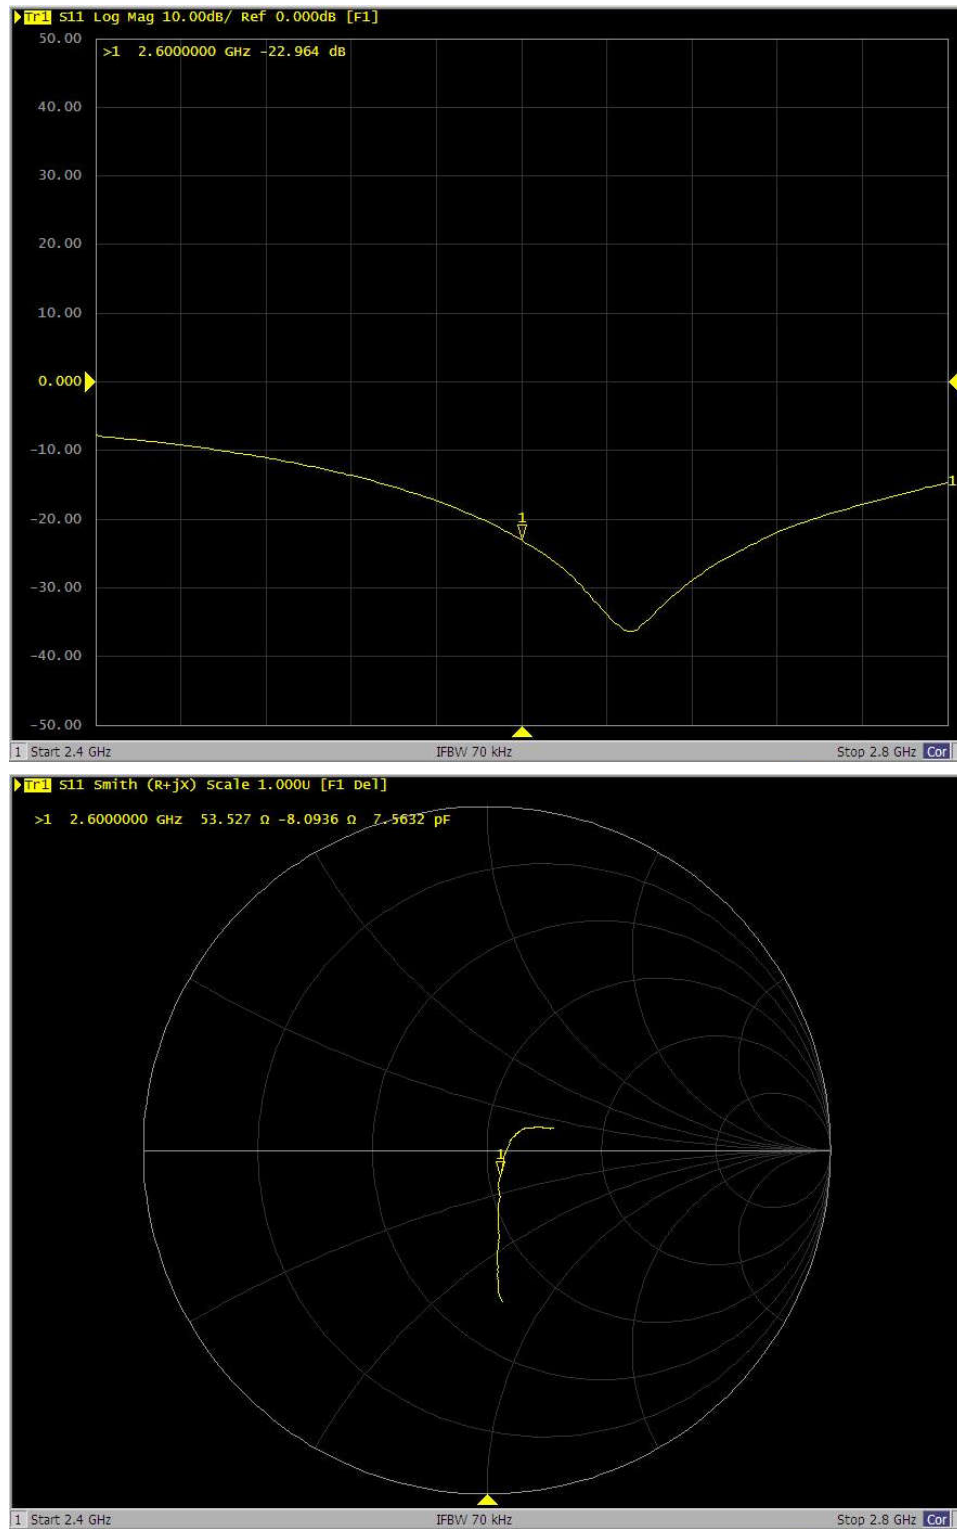 Tr1 S11 Log Mag 10.00dB/ Ref 0.000dB [F1]
50.00
>1 2.6000000 GHz -22.964 dB
40.00
30.00
20.00
10.00
0.000
-10.00
1
-20.00
1
-30.00
-40.00
-50.00
1 Start 2.4 GHz IFBW 70 kHz Stop 2.8 GHz Cor
Tr1 S11 Smith (R+jX) Scale 1.000U [F1 Del]
>1 2.6000000 GHz 53.527 Ω -8.0936 Ω 7.5632 pF
1
1 Start 2.4 GHz IFBW 70 kHz Stop 2.8 GHz Cor